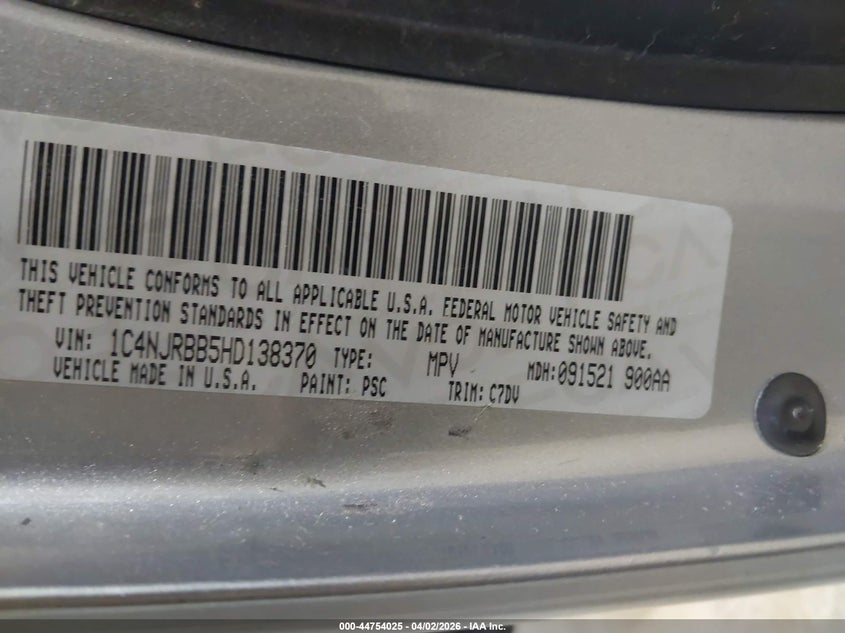 THIS VEHICLE CONFORMS TO ALL APPLICABLE U.S.A. FEDERAL MOTOR VEHICLE SAFETY AND
THEFT PREVENTION STANDARDS IN EFFECT ON THE DATE OF MANUFACTURE SHOWN ABOVE.
VIN: 1C4NJRBB5HD138370 TYPE: MPV MDH:091521 900AA
VEHICLE MADE IN U.S.A. PAINT: PSC TRIM: C7DV
000-44754025 | 04/02/2026 | IAA Inc.